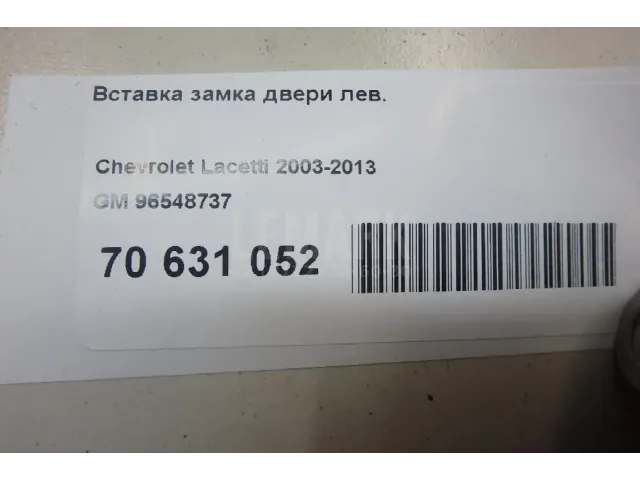 Вставка замка двери лев.
Chevrolet Lacetti 2003-2013
GM 96548737
70 631 052